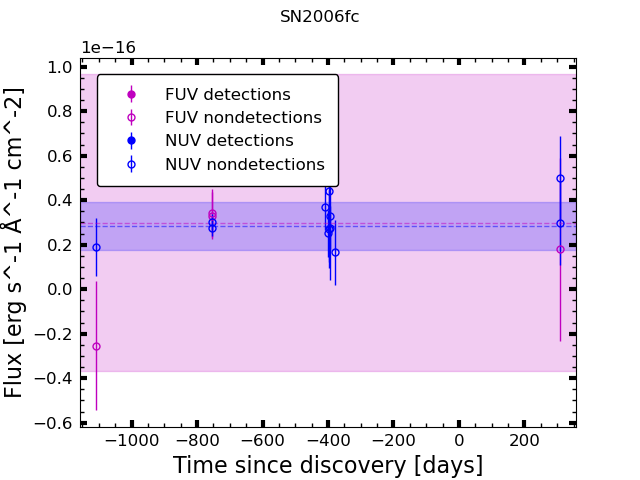 SN2006fc
1e−16
1.0
0.8
0.6
0.4
0.2
0.0
−0.2
−0.4
−0.6
Flux [erg s^-1 Å^-1 cm^-2]
FUV detections
FUV nondetections
NUV detections
NUV nondetections
−1000 −800 −600 −400 −200 0 200
Time since discovery [days]